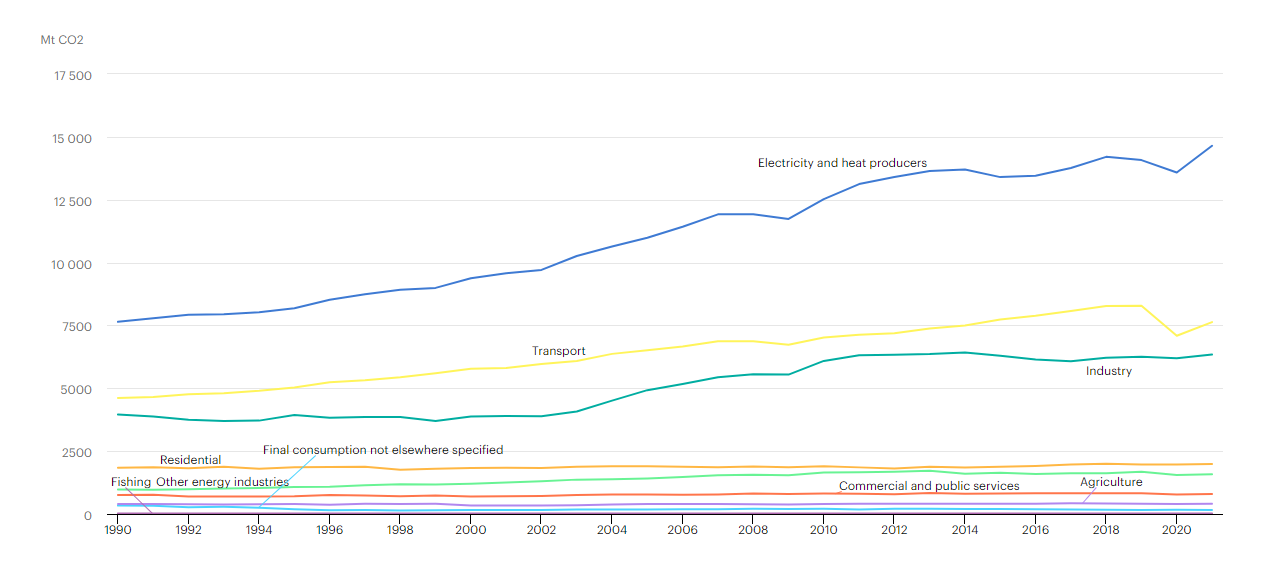 Mt CO2
17 500
15 000
Electricity and heat producers
12 500
10 000
7500
Transport
Industry
5000
Final consumption not elsewhere specified
2500
Residential
Fishing Other energy industries
Agriculture
Commercial and public services
0
1990 1992 1994 1996 1998 2000 2002 2004 2006 2008 2010 2012 2014 2016 2018 2020